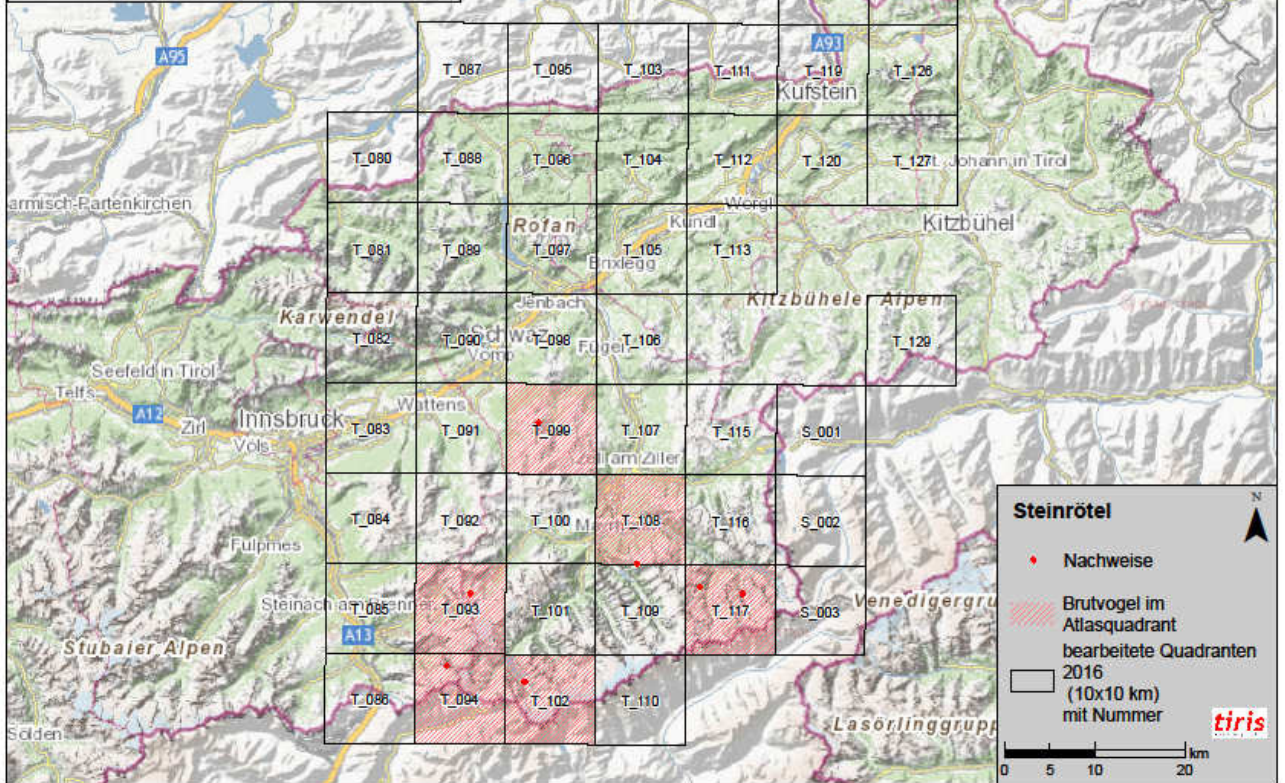 A95
A93
T_087
T_095
T_103
T_111
T_119
T_126
Kufstein
T_080
T_088
T_096
T_104
T_112
T_120
T_127
t. Johann in Tirol
armisch-Partenkirchen
Wörgl
Rofan
Kundl
Kitzbühel
T_081
T_089
T_097
T_105
T_113
Brixlegg
Jenbach
Kitzbüheler Alpen
Karwendel
Schwaz
T_082
T_090
T_098
T_106
T_129
Vomp
Fügen
Seefeld in Tirol
Telfs
A12
Innsbruck
Wattens
Zirl
T_083
T_091
T_099
T_107
T_115
S_001
Völs
Zell am Ziller
T_084
T_092
T_100
T_108
T_116
S_002
Fulpmes
Steinach am Brenner
T_085
T_093
T_101
T_109
T_117
S_003
Venedigergru
A13
Stubaier Alpen
T_086
T_094
T_102
T_110
Sölden
Lasörlinggrupp
N
Steinrötel
Nachweise
Brutvogel im
Atlasquadrant
bearbeitete Quadranten
2016
(10x10 km)
mit Nummer
tiris
km
0 5 10 20